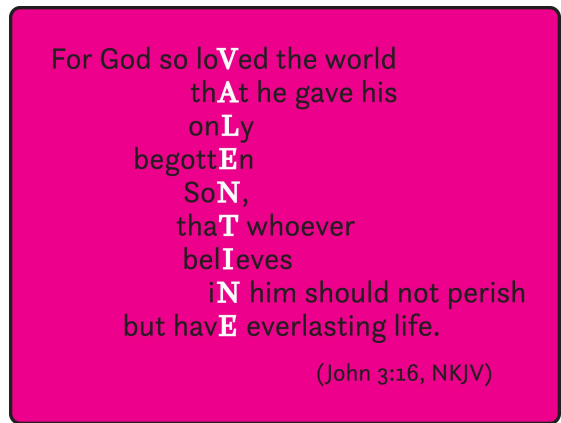 For God so loVed the world
thAt he gave his
onLy
begottEn
SoN,
thaT whoever
belIeves
iN him should not perish
but havE everlasting life.
(John 3:16, NKJV)